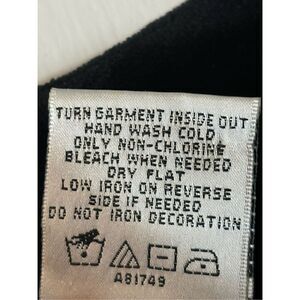 TURN GARMENT INSIDE OUT
HAND WASH COLD
ONLY NON-CHLORINE
BLEACH WHEN NEEDED
DRY FLAT
LOW IRON ON REVERSE
SIDE IF NEEDED
DO NOT IRON DECORATION
A81749